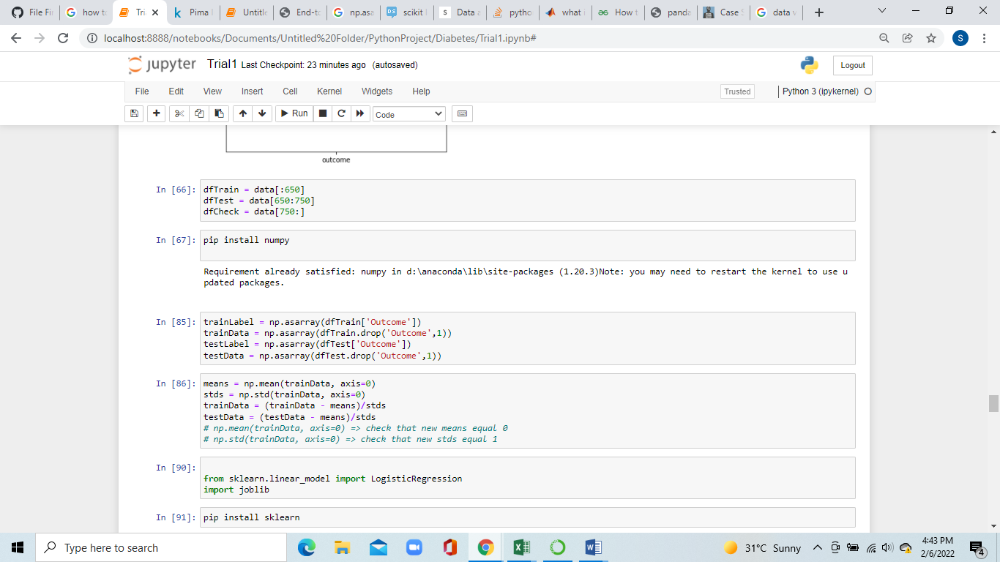 File Fi
how to
Tri
Pima I
Untitle
End-to
np.asa
scikit
Data a
pytho
what i
How t
panda
Case S
data v
localhost:8888/notebooks/Documents/Untitled%20Folder/PythonProject/Diabetes/Trial1.ipynb#
S
jupyter Trial1 Last Checkpoint: 23 minutes ago (autosaved)
Logout
File Edit View Insert Cell Kernel Widgets Help
Trusted
Python 3 (ipykernel)
Run
Code
outcome
In [66]: dfTrain = data[:650]
dfTest = data[650:750]
dfCheck = data[750:]
In [67]: pip install numpy
Requirement already satisfied: numpy in d:\anaconda\lib\site-packages (1.20.3)Note: you may need to restart the kernel to use u
pdated packages.
In [85]: trainLabel = np.asarray(dfTrain['Outcome'])
trainData = np.asarray(dfTrain.drop('Outcome',1))
testLabel = np.asarray(dfTest['Outcome'])
testData = np.asarray(dfTest.drop('Outcome',1))
In [86]: means = np.mean(trainData, axis=0)
stds = np.std(trainData, axis=0)
trainData = (trainData - means)/stds
testData = (testData - means)/stds
# np.mean(trainData, axis=0) => check that new means equal 0
# np.std(trainData, axis=0) => check that new stds equal 1
In [90]:
from sklearn.linear_model import LogisticRegression
import joblib
In [91]: pip install sklearn
Type here to search
31°C Sunny
4:43 PM
2/6/2022
4